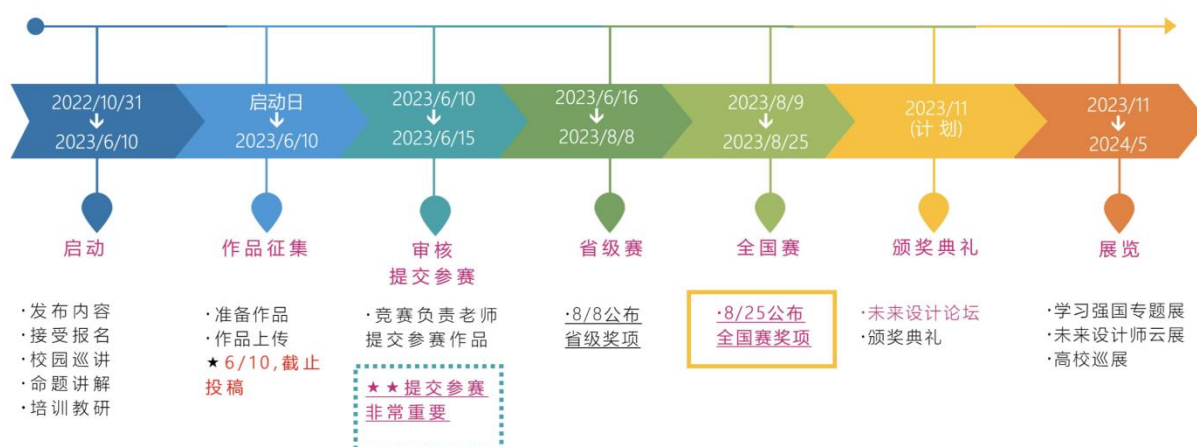 2022/10/31
↓
2023/6/10
启动日
↓
2023/6/10
2023/6/10
↓
2023/6/15
2023/6/16
↓
2023/8/8
2023/8/9
↓
2023/8/25
2023/11
(计划)
2023/11
↓
2024/5
启动
·发布内容
·接受报名
·校园巡讲
·命题讲解
·培训教研
作品征集
·准备作品
·作品上传
★6/10,截止
投稿
审核
提交参赛
·竞赛负责老师
提交参赛作品
★★提交参赛
非常重要
省级赛
·8/8公布
省级奖项
全国赛
·8/25公布
全国赛奖项
颁奖典礼
·未来设计论坛
·颁奖典礼
展览
·学习强国专题展
·未来设计师云展
·高校巡展